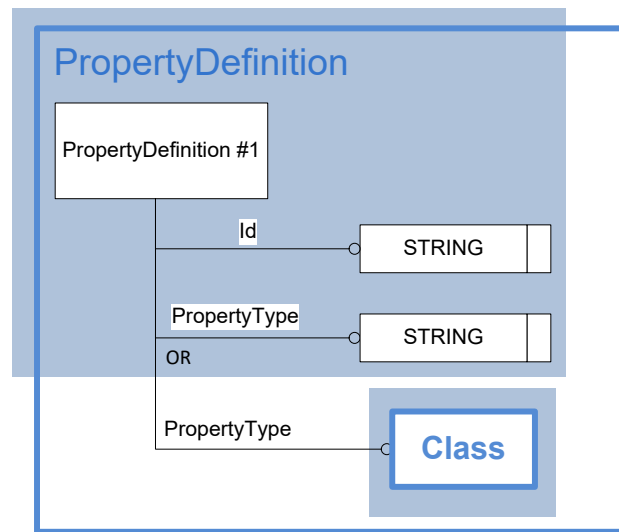 PropertyDefinition
PropertyDefinition #1
Id
STRING
PropertyType
STRING
OR
PropertyType
Class